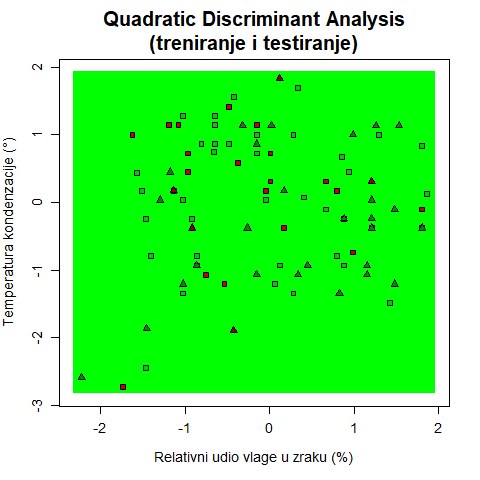 Quadratic Discriminant Analysis
(treniranje i testiranje)
Temperatura kondenzacije (°)
2
1
0
-1
-2
-3
-2
-1
0
1
2
Relativni udio vlage u zraku (%)